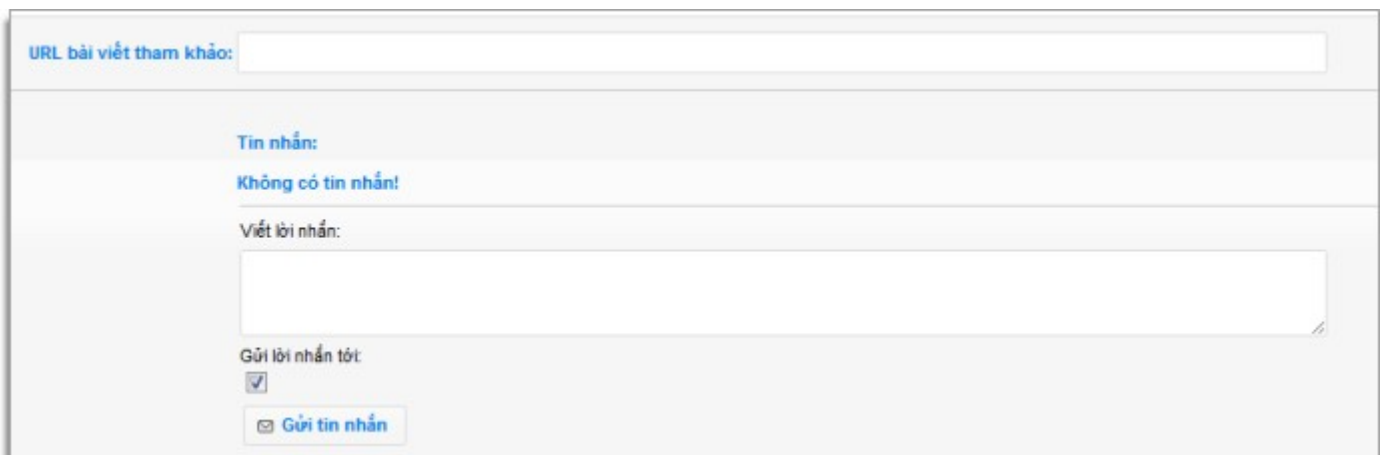 URL bài viết tham khảo:
Tin nhắn:
Không có tin nhắn!
Viết lời nhắn:
Gửi lời nhắn tới:
Gửi tin nhắn